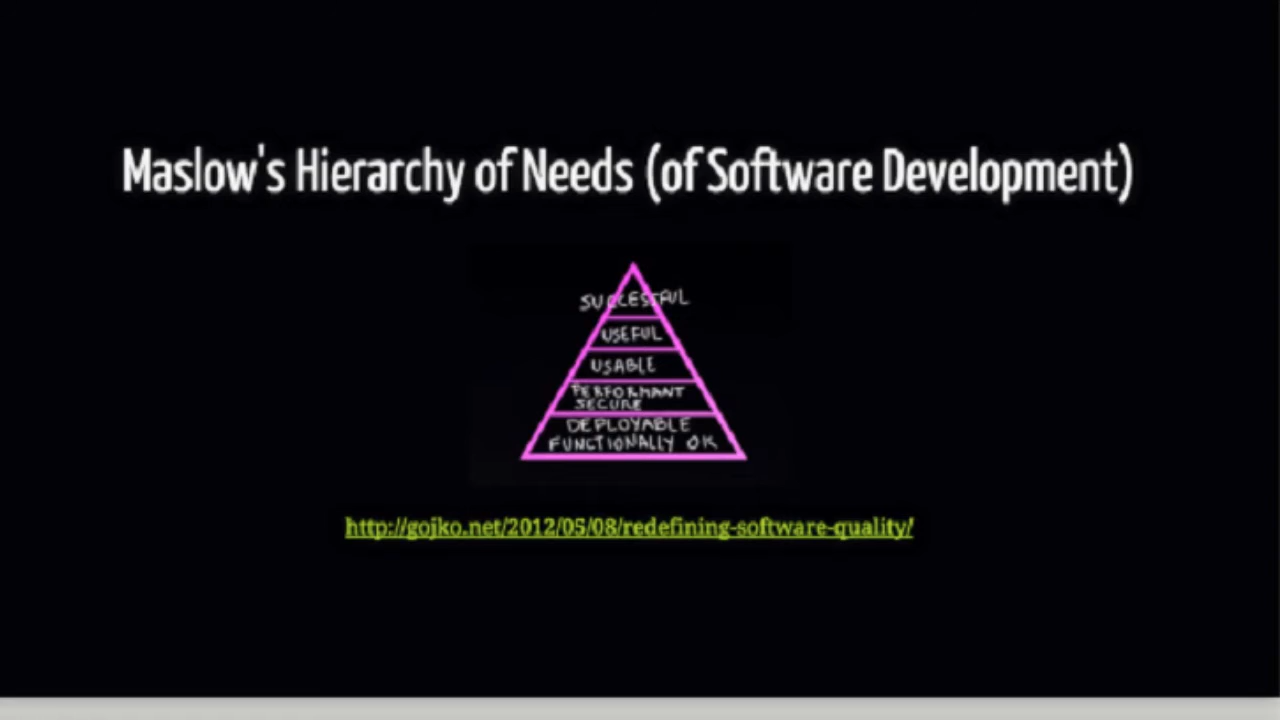 Maslow's Hierarchy of Needs (of Software Development)
SUCCESSFUL
USEFUL
USABLE
PERFORMANT
SECURE
DEPLOYABLE
FUNCTIONALLY OK
http://gojko.net/2012/05/08/redefining-software-quality/